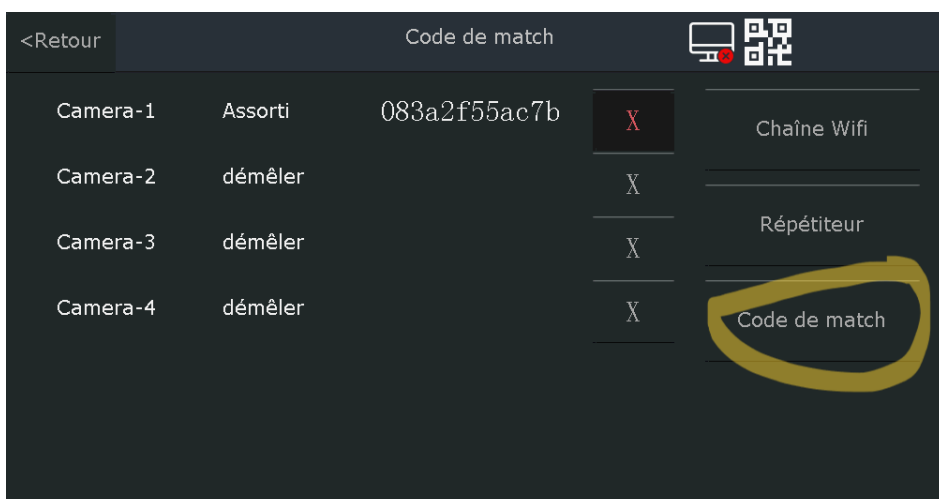 <Retour Code de match
Camera-1 Assorti 083a2f55ac7b X
Chaîne Wifi
Camera-2 démêler X
Répétiteur
Camera-3 démêler X
Camera-4 démêler X
Code de match